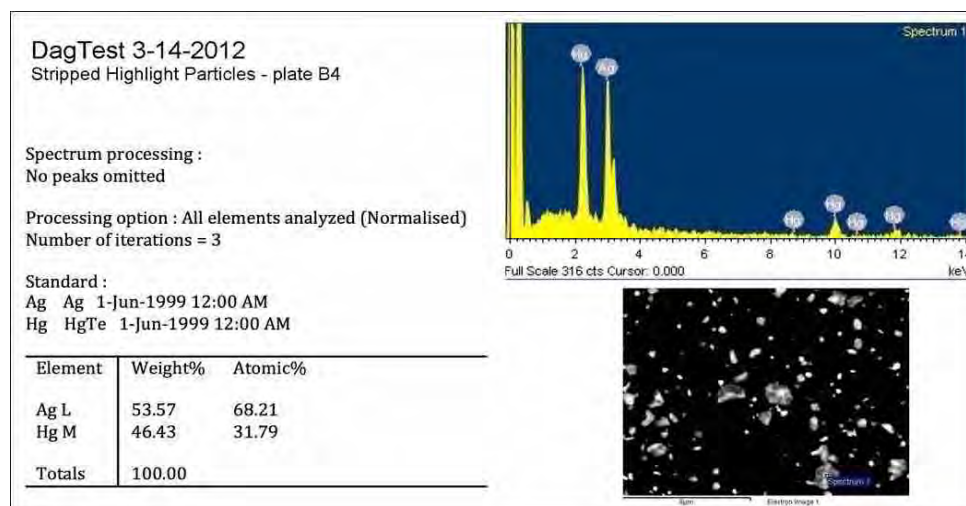 DagTest 3-14-2012
Stripped Highlight Particles - plate B4
Spectrum processing :
No peaks omitted
Processing option : All elements analyzed (Normalised)
Number of iterations = 3
Standard :
Ag Ag 1-Jun-1999 12:00 AM
Hg HgTe 1-Jun-1999 12:00 AM
Element Weight% Atomic%
Ag L 53.57 68.21
Hg M 46.43 31.79
Totals 100.00
Spectrum 1
Hg
Ag
Hg
Hg
Hg
Hg
Hg
0 2 4 6 8 10 12 14
Full Scale 316 cts Cursor: 0.000 keV
Spectrum 1
Electron Image 1